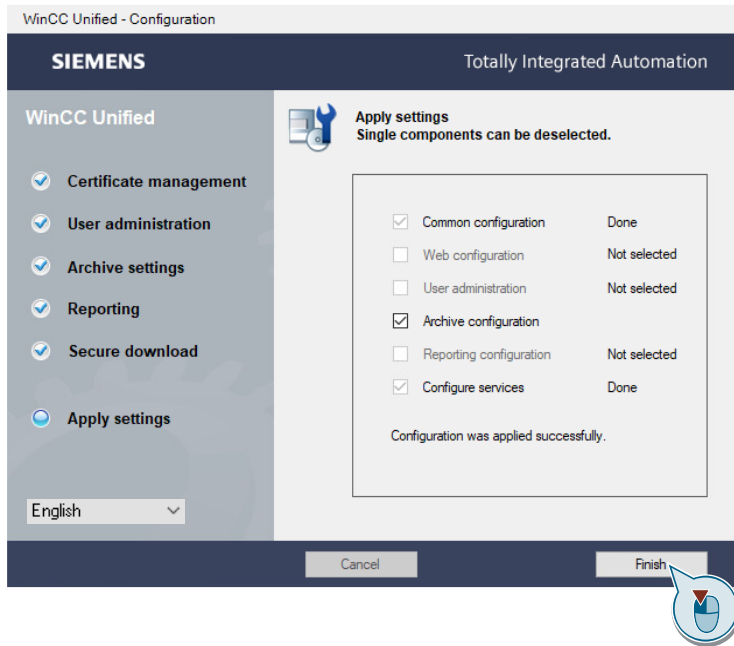 WinCC Unified - Configuration
SIEMENS
Totally Integrated Automation
WinCC Unified
Certificate management
User administration
Archive settings
Reporting
Secure download
Apply settings
English
Apply settings
Single components can be deselected.
Common configuration Done
Web configuration Not selected
User administration Not selected
Archive configuration
Reporting configuration Not selected
Configure services Done
Configuration was applied successfully.
Cancel
Finish